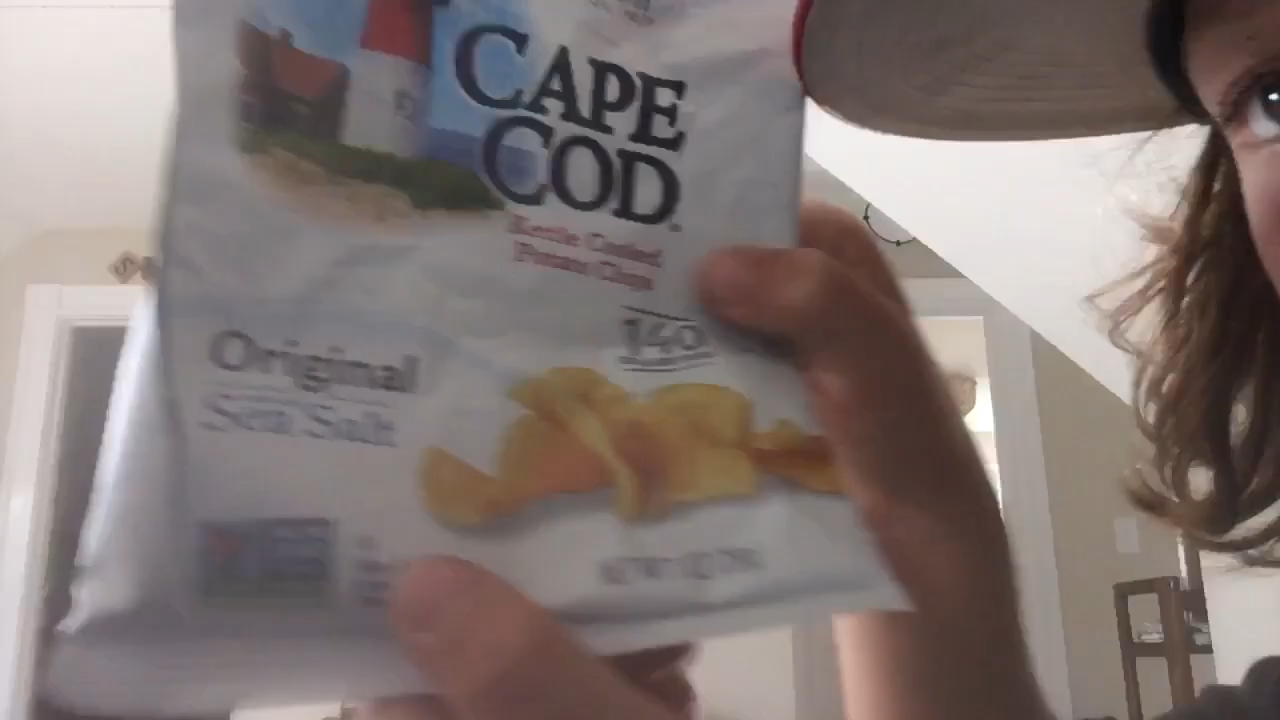 CAPE
COD.
Kettle Cooked
Potato Chips
140
Original
Sea Salt